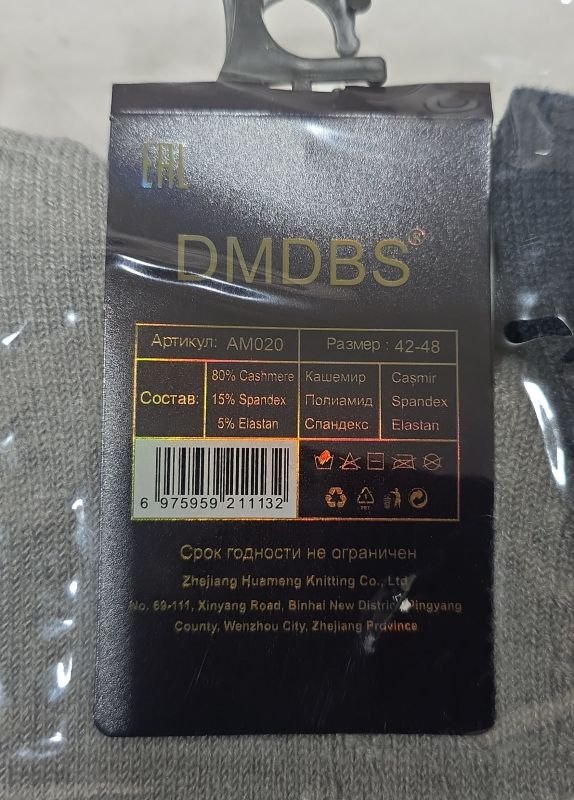 EAC
DMDBS®
Артикул: AM020 Размер : 42-48
Состав:
80% Cashmere Кашемир Caşmir
15% Spandex Полиамид Spandex
5% Elastan Спандекс Elastan
6 975959 211132
Срок годности не ограничен
Zhejiang Huameng Knitting Co., Ltd
No. 69-111, Xinyang Road, Binhai New District, Pingyang
County, Wenzhou City, Zhejiang Province